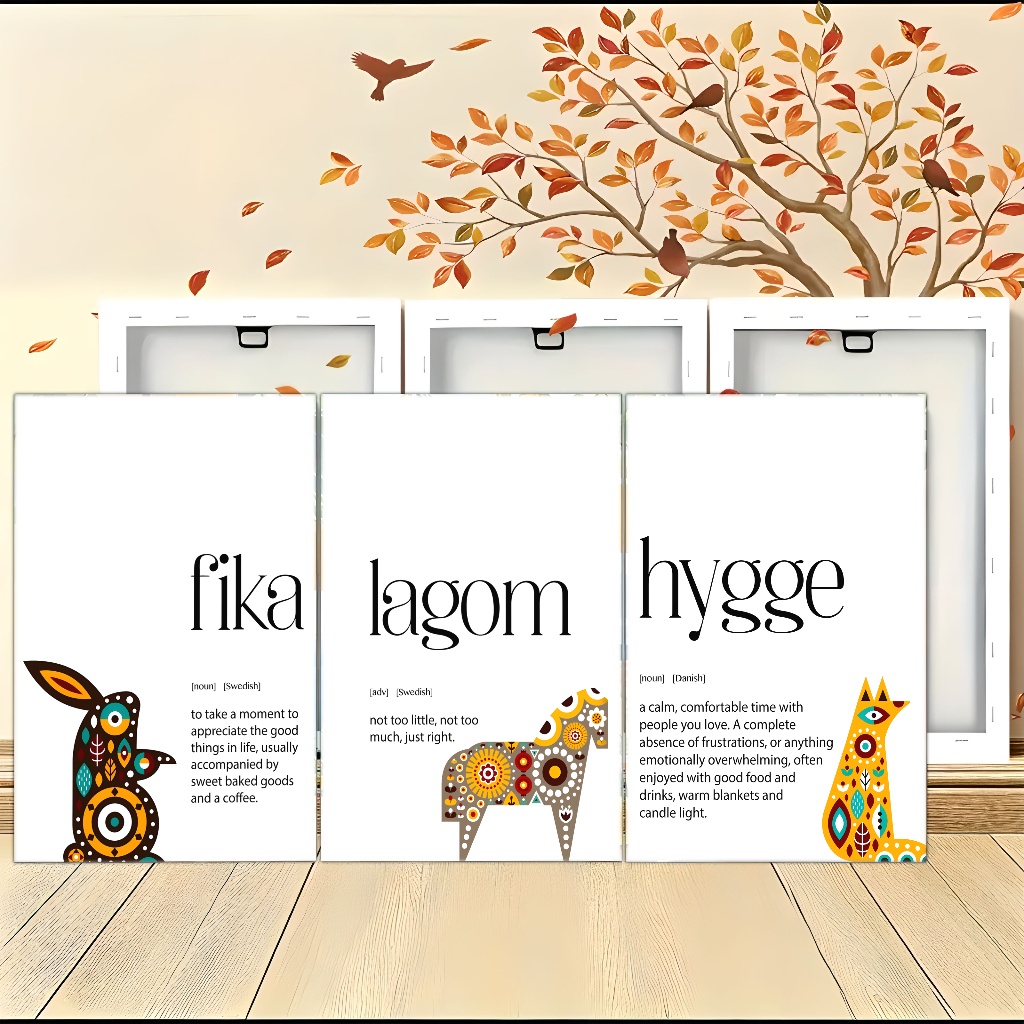 fika
[noun] [Swedish]
to take a moment to
appreciate the good
things in life, usually
accompanied by
sweet baked goods
and a coffee.
lagom
[adv] [Swedish]
not too little, not too
much, just right.
hygge
[noun] [Danish]
a calm, comfortable time with
people you love. A complete
absence of frustrations, or anything
emotionally overwhelming, often
enjoyed with good food and
drinks, warm blankets and
candle light.